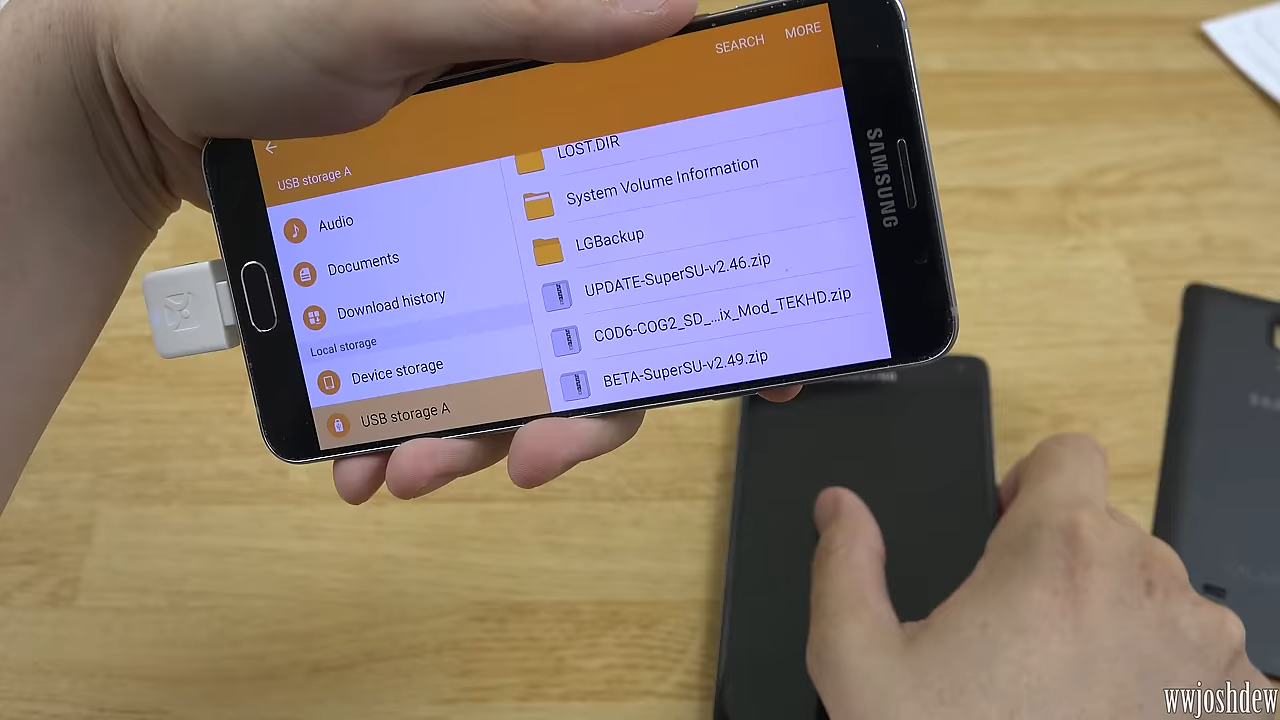 SEARCH
MORE
USB storage A
Audio
Documents
Download history
Local storage
Device storage
USB storage A
LOST.DIR
System Volume Information
LGBackup
UPDATE-SuperSU-v2.46.zip
COD6-COG2_SD_...ix_Mod_TEKHD.zip
BETA-SuperSU-v2.49.zip
SAMSUNG
wwjoshdew